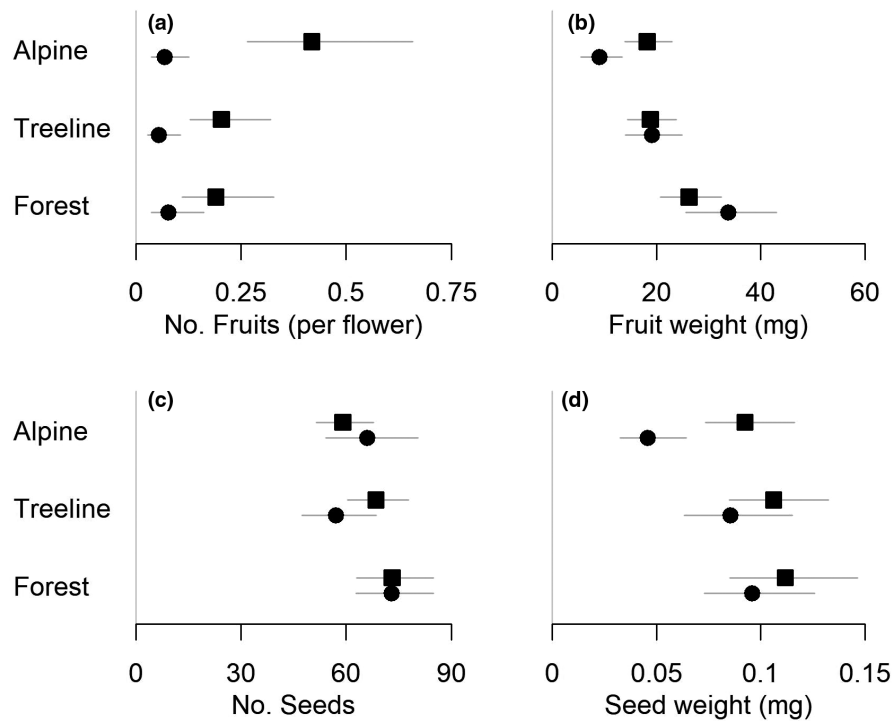 (a)
Alpine
Treeline
Forest
0 0.25 0.5 0.75
No. Fruits (per flower)
(b)
0 20 40 60
Fruit weight (mg)
(c)
Alpine
Treeline
Forest
0 30 60 90
No. Seeds
(d)
0 0.05 0.1 0.15
Seed weight (mg)